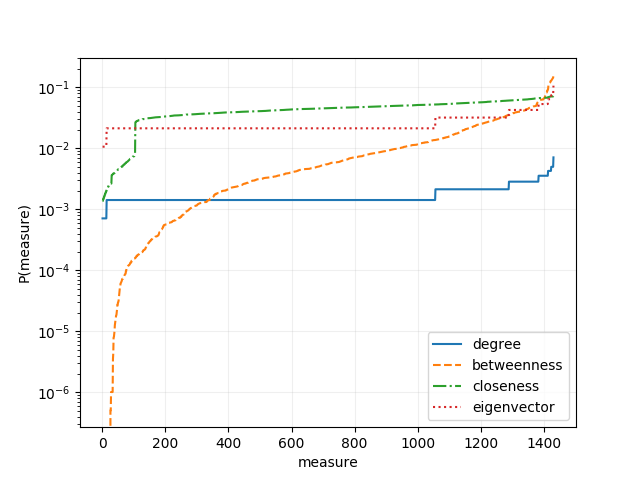 10⁻¹
10⁻²
10⁻³
10⁻⁴
10⁻⁵
10⁻⁶
P(measure)
0 200 400 600 800 1000 1200 1400
measure
degree
betweenness
closeness
eigenvector